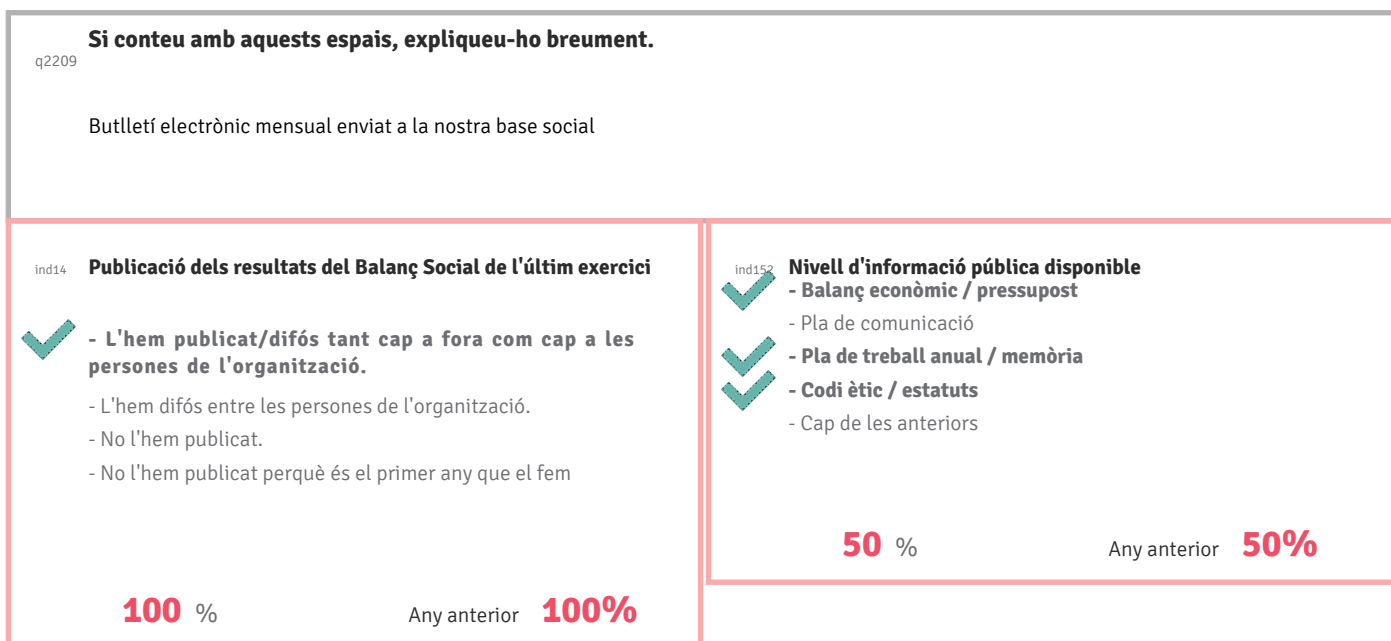 Si conteu amb aquests espais, expliqueu-ho breument.
q2209
Butlletí electrònic mensual enviat a la nostra base social
ind14 Publicació dels resultats del Balanç Social de l'últim exercici
- L'hem publicat/difós tant cap a fora com cap a les
persones de l'organització.
- L'hem difós entre les persones de l'organització.
- No l'hem publicat.
- No l'hem publicat perquè és el primer any que el fem
100 % Any anterior 100%
ind152 Nivell d'informació pública disponible
- Balanç econòmic / pressupost
- Pla de comunicació
- Pla de treball anual / memòria
- Codi ètic / estatuts
- Cap de les anteriors
50 % Any anterior 50%